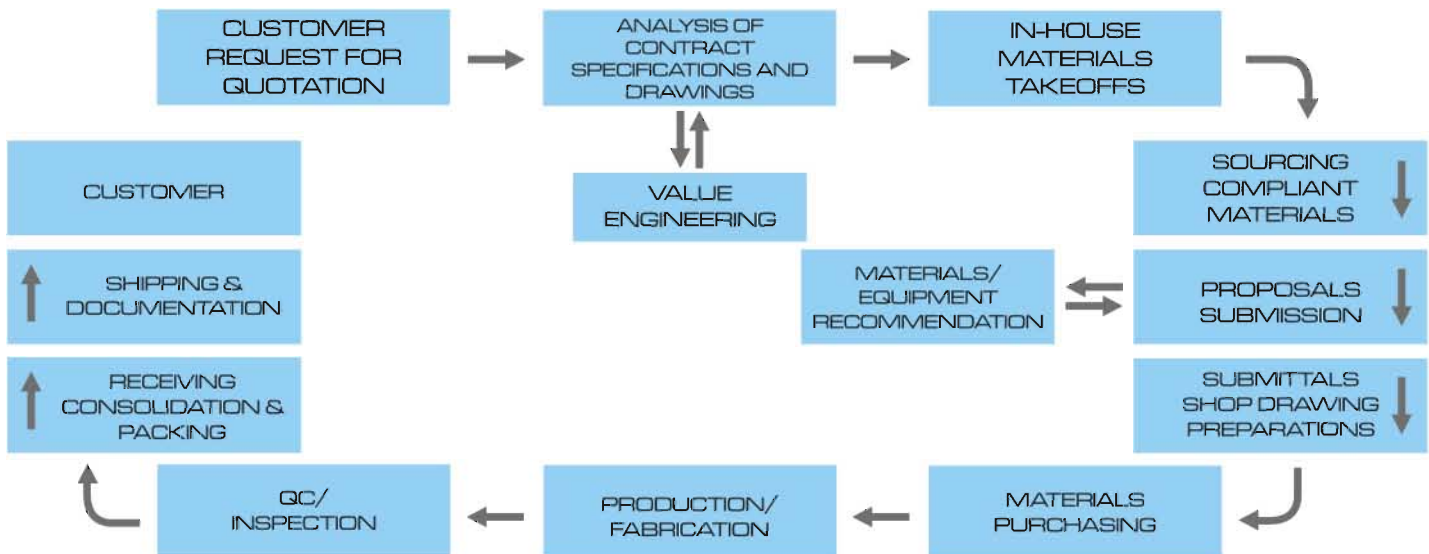 CUSTOMER
REQUEST FOR
QUOTATION
ANALYSIS OF
CONTRACT
SPECIFICATIONS AND
DRAWINGS
IN-HOUSE
MATERIALS
TAKEOFFS
VALUE
ENGINEERING
SOURCING
COMPLIANT
MATERIALS
MATERIALS/
EQUIPMENT
RECOMMENDATION
PROPOSALS
SUBMISSION
SUBMITTALS
SHOP DRAWING
PREPARATIONS
MATERIALS
PURCHASING
PRODUCTION/
FABRICATION
QC/
INSPECTION
RECEIVING
CONSOLIDATION &
PACKING
SHIPPING &
DOCUMENTATION
CUSTOMER